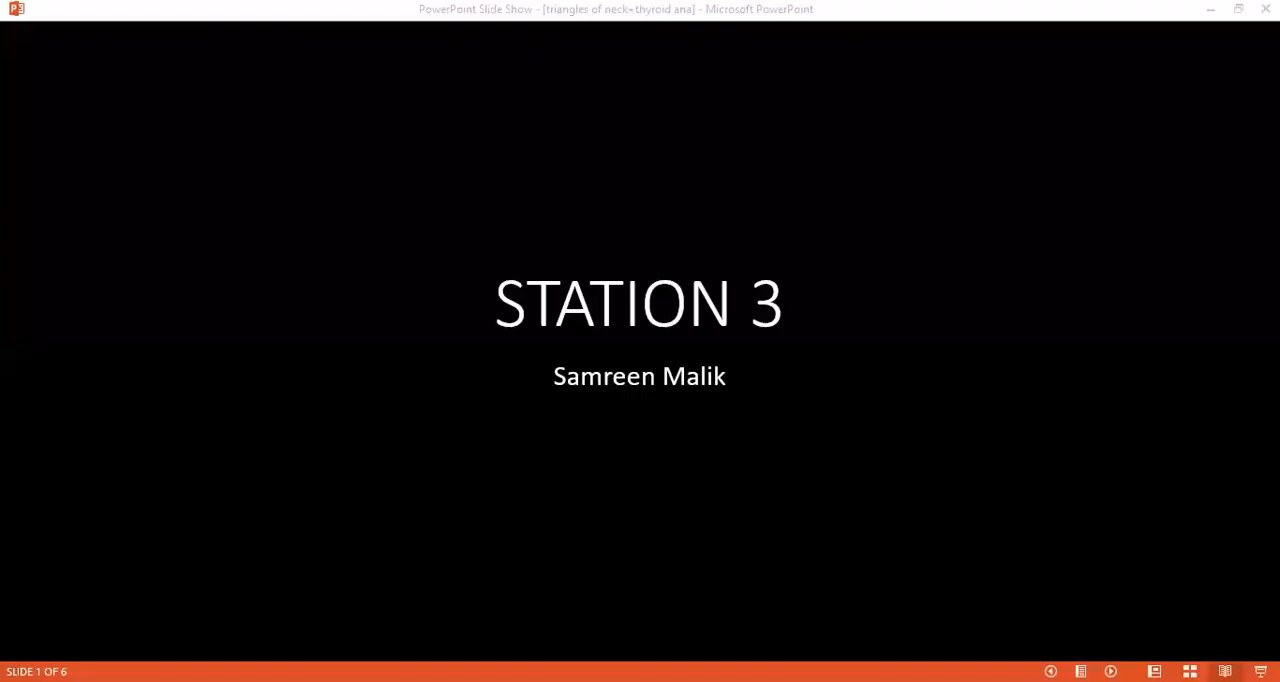 PowerPoint Slide Show - [triangles of neck~thyroid ana] - Microsoft PowerPoint
STATION 3
Samreen Malik
SLIDE 1 OF 6